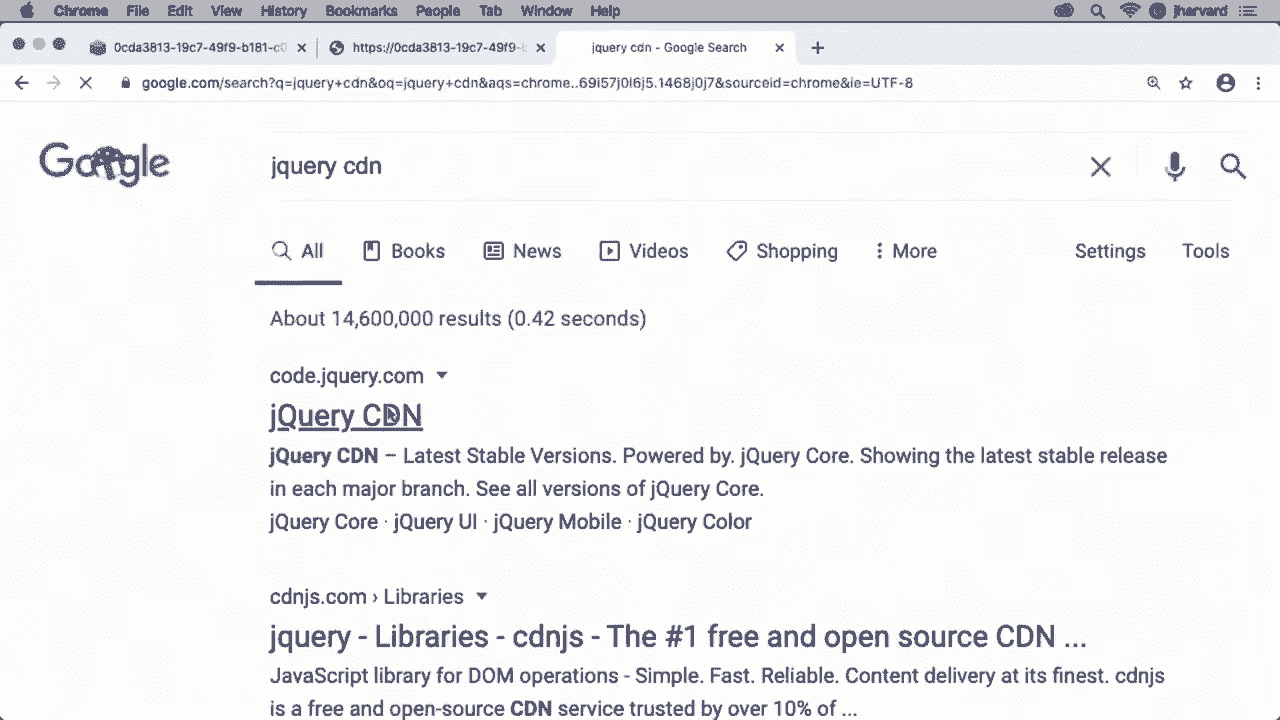 Chrome File Edit View History Bookmarks People Tab Window Help jharvard
0cda3813-19c7-49f9-b181-c0 https://0cda3813-19c7-49f9- jquery cdn - Google Search
google.com/search?q=jquery+cdn&oq=jquery+cdn&aqs=chrome..69i57j0l6j5.1468j0j7&sourceid=chrome&ie=UTF-8
Google jquery cdn
All Books News Videos Shopping More Settings Tools
About 14,600,000 results (0.42 seconds)
code.jquery.com
jQuery CDN
jQuery CDN – Latest Stable Versions. Powered by. jQuery Core. Showing the latest stable release
in each major branch. See all versions of jQuery Core.
jQuery Core · jQuery UI · jQuery Mobile · jQuery Color
cdnjs.com › Libraries
jquery - Libraries - cdnjs - The #1 free and open source CDN ...
JavaScript library for DOM operations - Simple. Fast. Reliable. Content delivery at its finest. cdnjs
is a free and open-source CDN service trusted by over 10% of ...